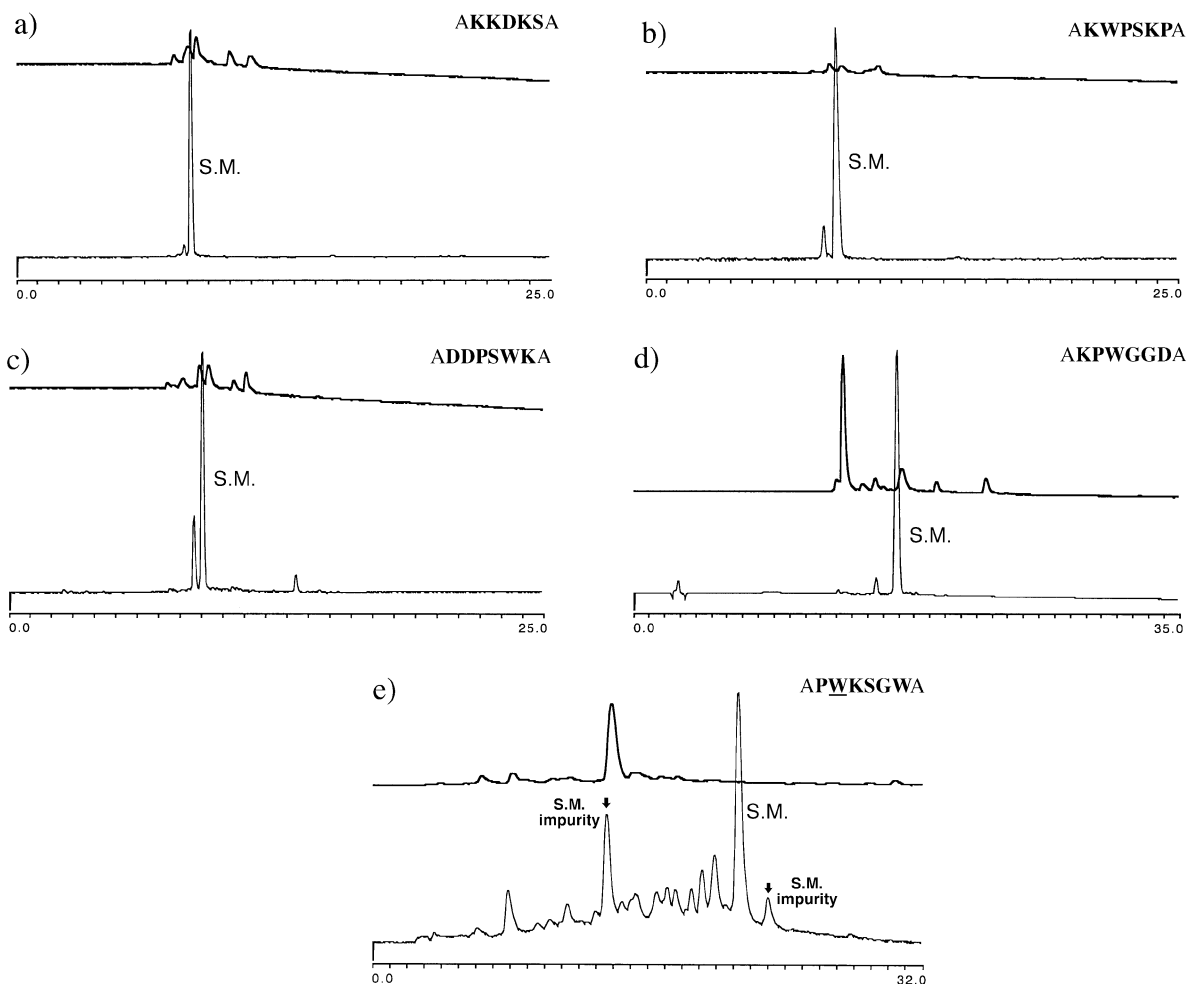 a) AKKDKSA
S.M.
0.0 25.0
b) AKWPSKPA
S.M.
0.0 25.0
c) ADDPSWKA
S.M.
0.0 25.0
d) AKPWGGDA
S.M.
0.0 35.0
e) APWKSGWA
S.M.
impurity
S.M.
S.M.
impurity
0.0 32.0